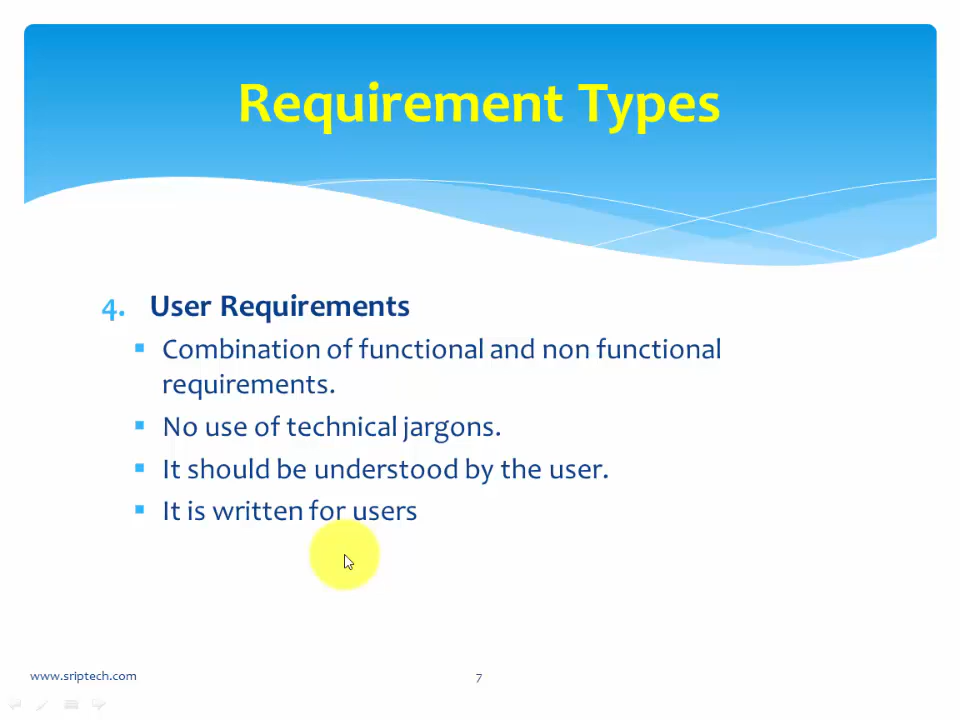 Requirement Types
4. User Requirements
Combination of functional and non functional
requirements.
No use of technical jargons.
It should be understood by the user.
It is written for users
www.sriptech.com
7